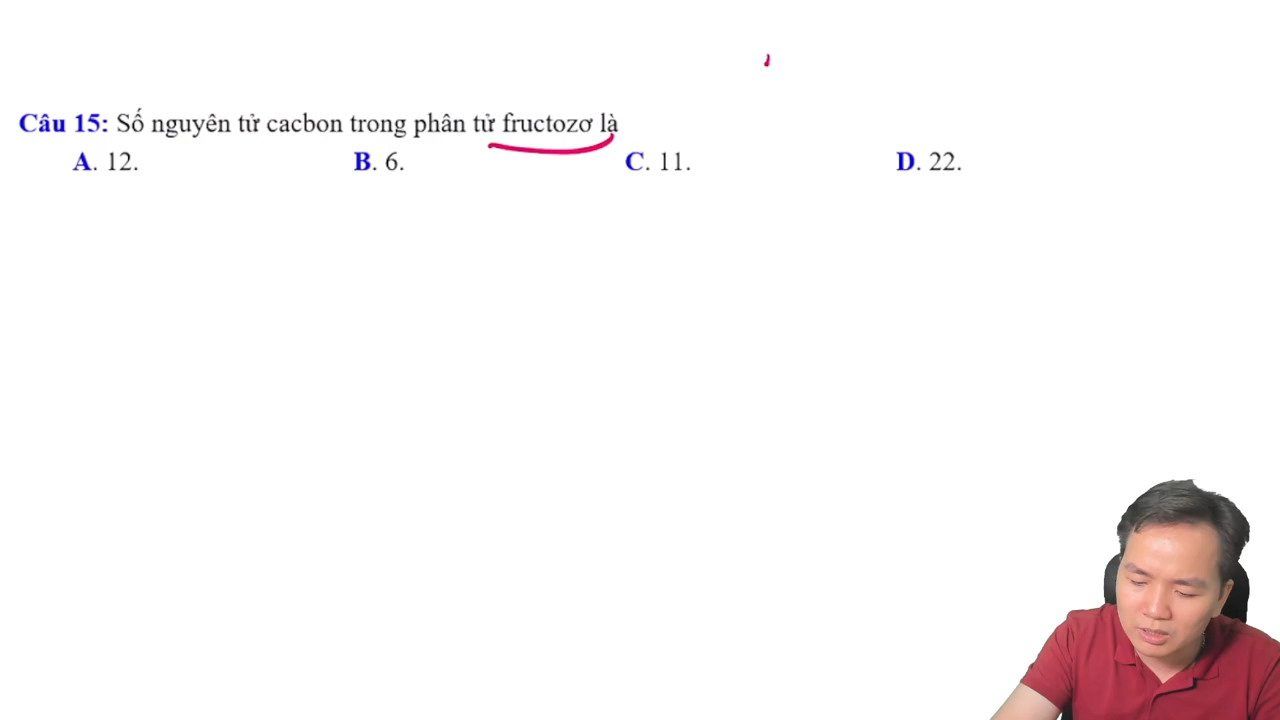 Câu 15: Số nguyên tử cacbon trong phân tử fructozơ là
A. 12. B. 6. C. 11. D. 22.